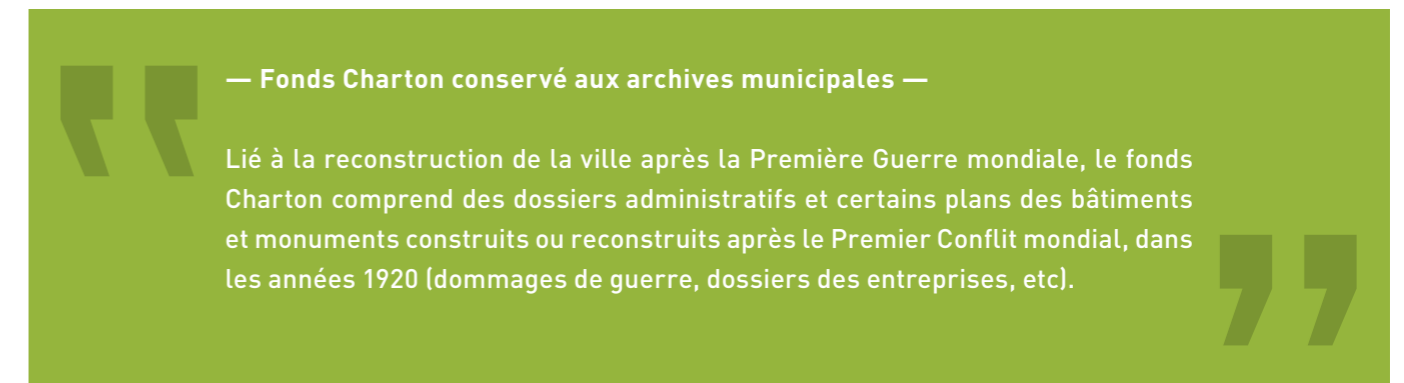 — Fonds Charton conservé aux archives municipales —
Lié à la reconstruction de la ville après la Première Guerre mondiale, le fonds
Charton comprend des dossiers administratifs et certains plans des bâtiments
et monuments construits ou reconstruits après le Premier Conflit mondial, dans
les années 1920 (dommages de guerre, dossiers des entreprises, etc).